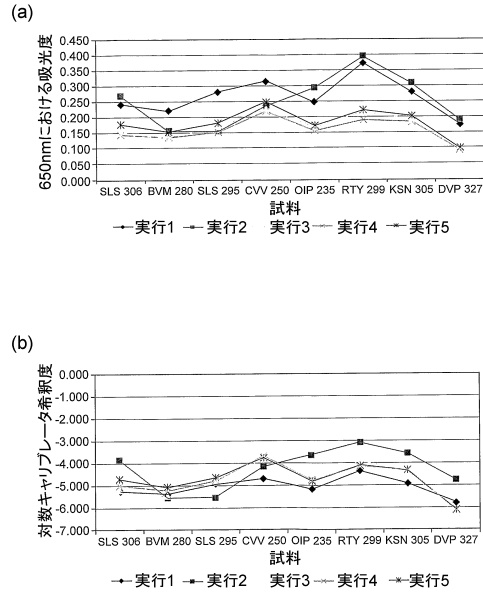 (a)
650nmにおける吸光度
0.450
0.400
0.350
0.300
0.250
0.200
0.150
0.100
0.050
0.000
SLS 306 BVM 280 SLS 295 CVV 250 OIP 235 RTY 299 KSN 305 DVP 327
試料
実行1 実行2 実行3 実行4 実行5
(b)
対数キャリブレータ希釈度
0.000
-1.000
-2.000
-3.000
-4.000
-5.000
-6.000
-7.000
SLS 306 BVM 280 SLS 295 CVV 250 OIP 235 RTY 299 KSN 305 DVP 327
試料
実行1 実行2 実行3 実行4 実行5